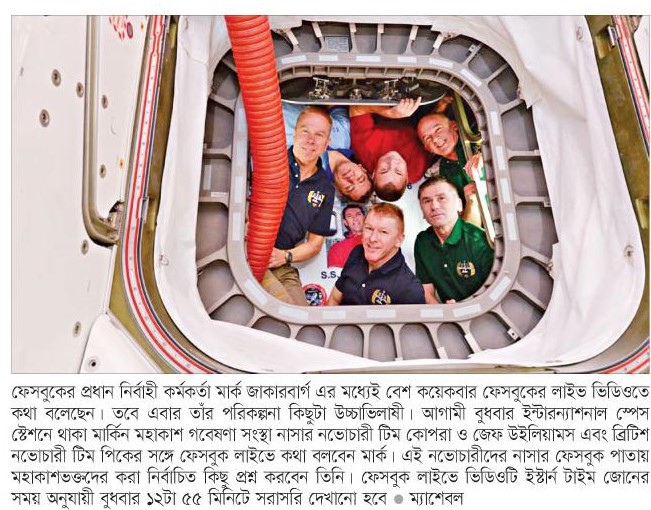 S.S.
ফেসবুকের প্রধান নির্বাহী কর্মকর্তা মার্ক জাকারবার্গ এর মধ্যেই বেশ কয়েকবার ফেসবুকের লাইভ ভিডিওতে
কথা বলেছেন। তবে এবার তাঁর পরিকল্পনা কিছুটা উচ্চাভিলাষী। আগামী বুধবার ইন্টারন্যাশনাল স্পেস
স্টেশনে থাকা মার্কিন মহাকাশ গবেষণা সংস্থা নাসার নভোচারী টিম কোপরা ও জেফ উইলিয়ামস এবং ব্রিটিশ
নভোচারী টিম পিকের সঙ্গে ফেসবুক লাইভে কথা বলবেন মার্ক। এই নভোচারীদের নাসার ফেসবুক পাতায়
মহাকাশভক্তদের করা নির্বাচিত কিছু প্রশ্ন করবেন তিনি। ফেসবুক লাইভে ভিডিওটি ইস্টার্ন টাইম জোনের
সময় অনুযায়ী বুধবার ১২টা ৫৫ মিনিটে সরাসরি দেখানো হবে ● ম্যাশেবল